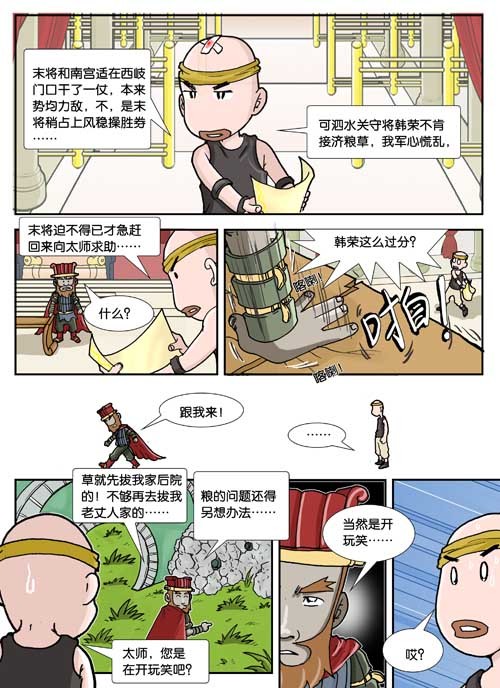 末将和南宫适在西岐
门口干了一仗，本来
势均力敌，不，是末
将稍占上风稳操胜券
……
可泗水关守将韩荣不肯
接济粮草，我军心慌乱，
末将迫不得已才急赶
回来向太师求助……
什么？
韩荣这么过分？
咯喇！
咯喇！
跟我来！
……
草就先拔我家后院
的！不够再去拔我
老丈人家的……
粮的问题还得
另想办法……
太师，您是
在开玩笑吧？
当然是开
玩笑……
哎？